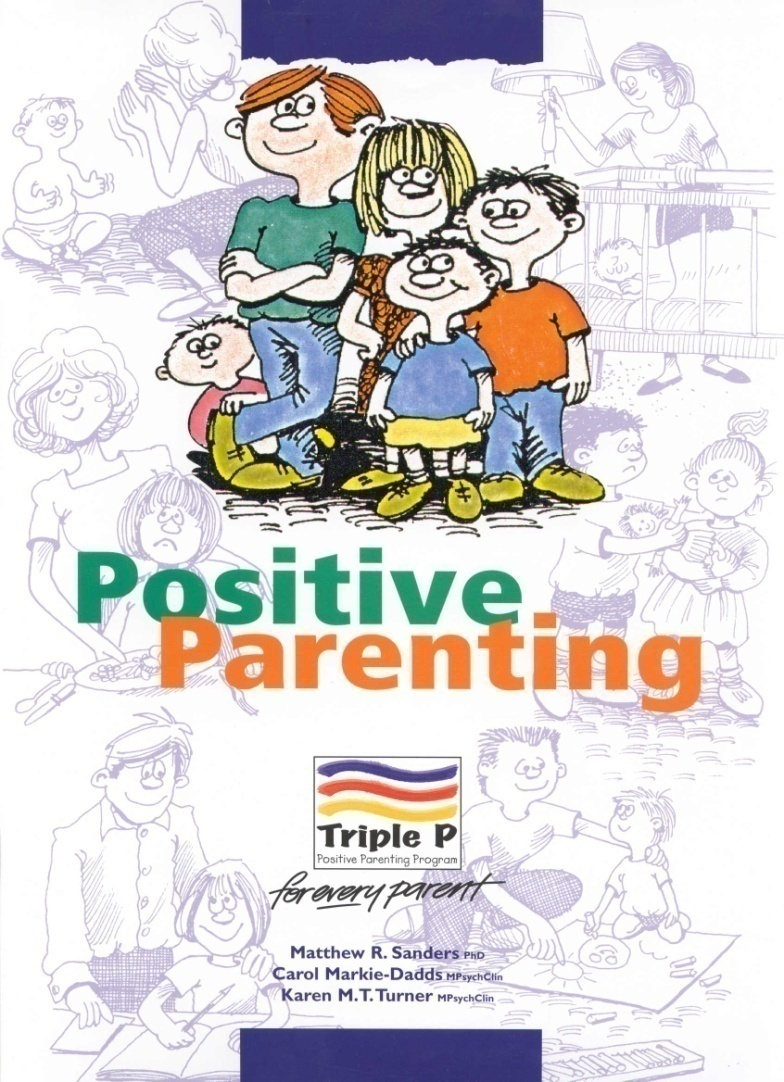 Positive
Parenting
Triple P
Positive Parenting Program
for every parent
Matthew R. Sanders PhD
Carol Markie-Dadds MPsychClin
Karen M.T. Turner MPsychClin